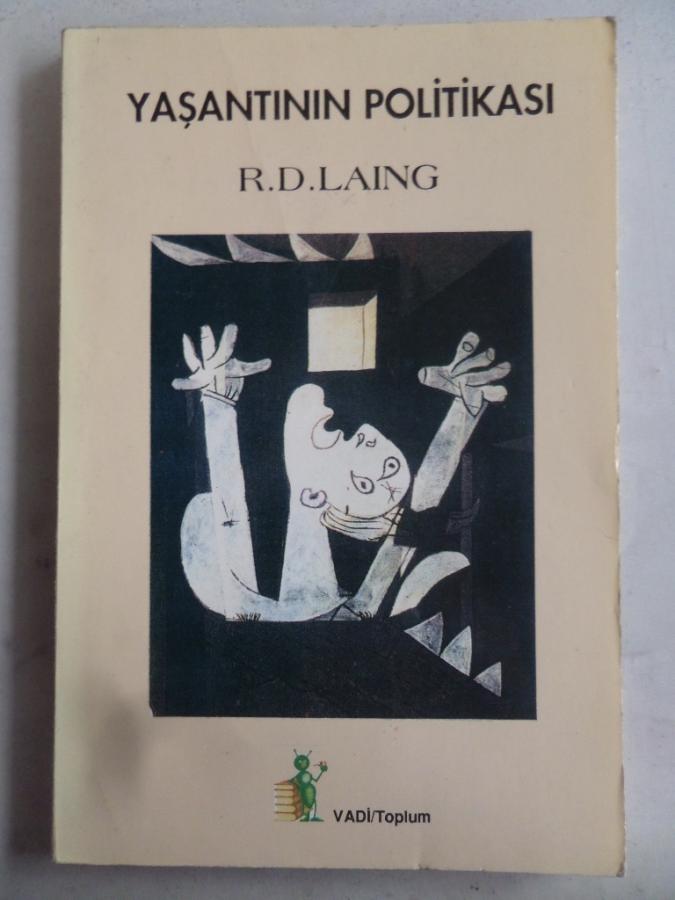 YAŞANTININ POLİTİKASI
R.D.LAING
VADİ/Toplum